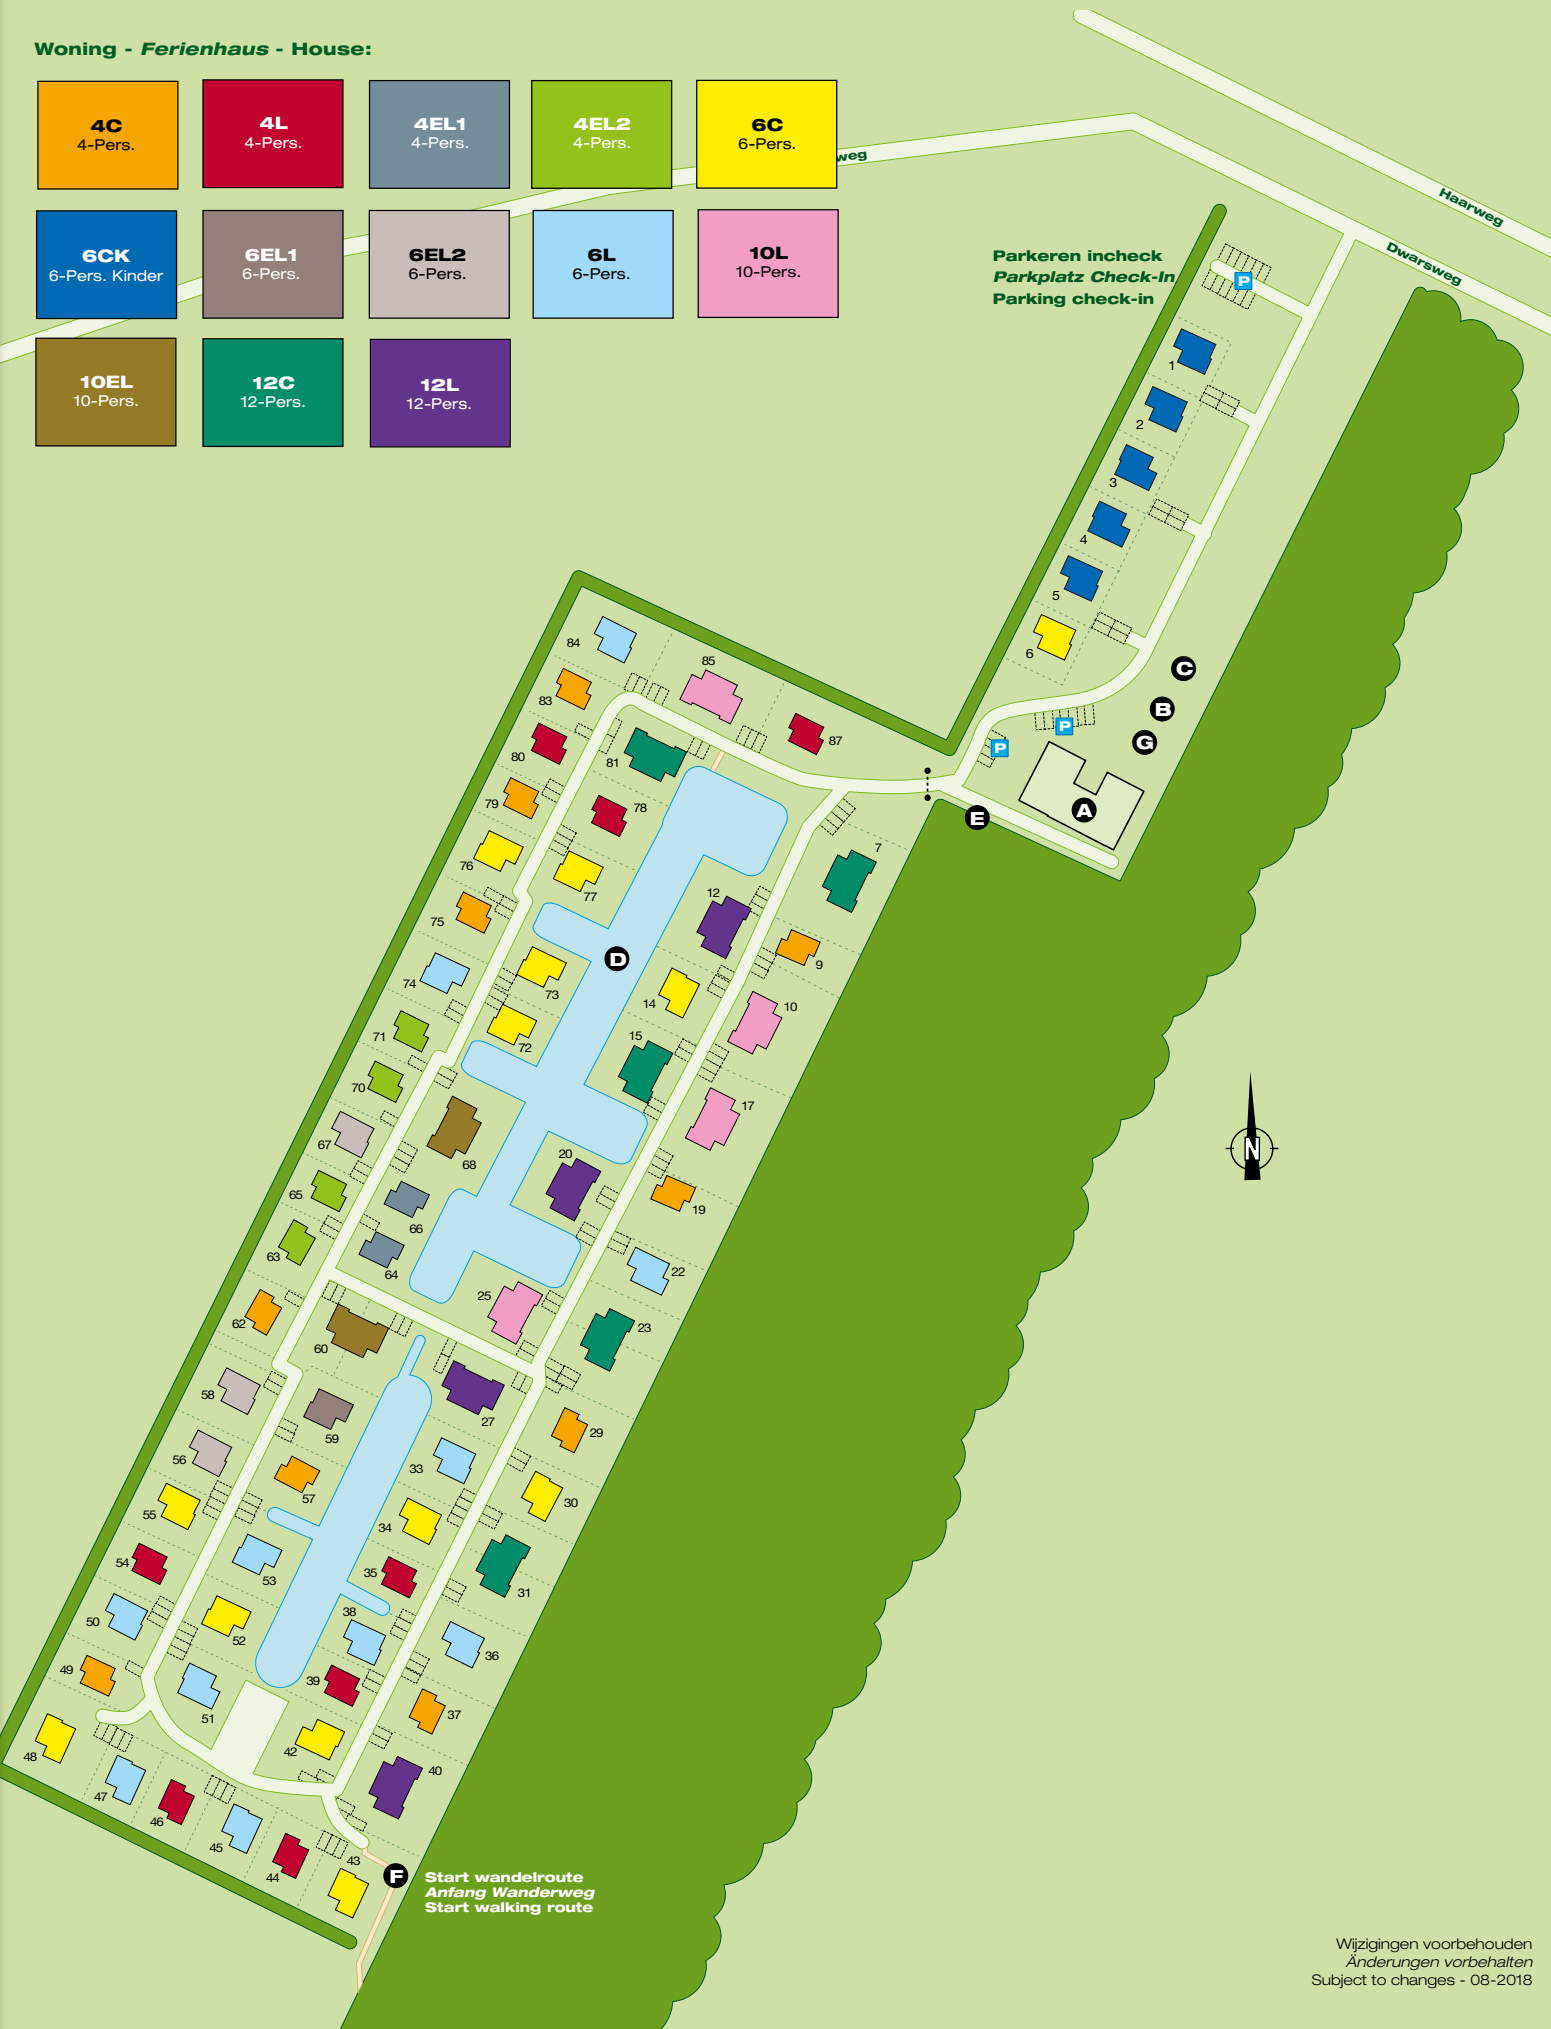 Woning - Ferienhaus - House:
4C
4-Pers.
4L
4-Pers.
4EL1
4-Pers.
4EL2
4-Pers.
6C
6-Pers.
6CK
6-Pers. Kinder
6EL1
6-Pers.
6EL2
6-Pers.
6L
6-Pers.
10L
10-Pers.
10EL
10-Pers.
12C
12-Pers.
12L
12-Pers.
weg
Haarweg
Dwarsweg
Parkeren incheck
Parkplatz Check-In
Parking check-in
P
1
2
3
4
5
6
C
B
G
P
P
A
E
84
85
83
87
80
81
79
78
76
77
7
75
12
9
D
74
73
14
10
71
72
15
70
17
67
68
20
65
66
19
63
64
22
25
62
60
23
58
59
27
29
56
33
57
30
55
34
54
53
35
31
50
52
38
36
49
39
51
37
48
42
40
47
46
45
44
43
F
N
Start wandelroute
Anfang Wanderweg
Start walking route
Wijzigingen voorbehouden
Änderungen vorbehalten
Subject to changes - 08-2018